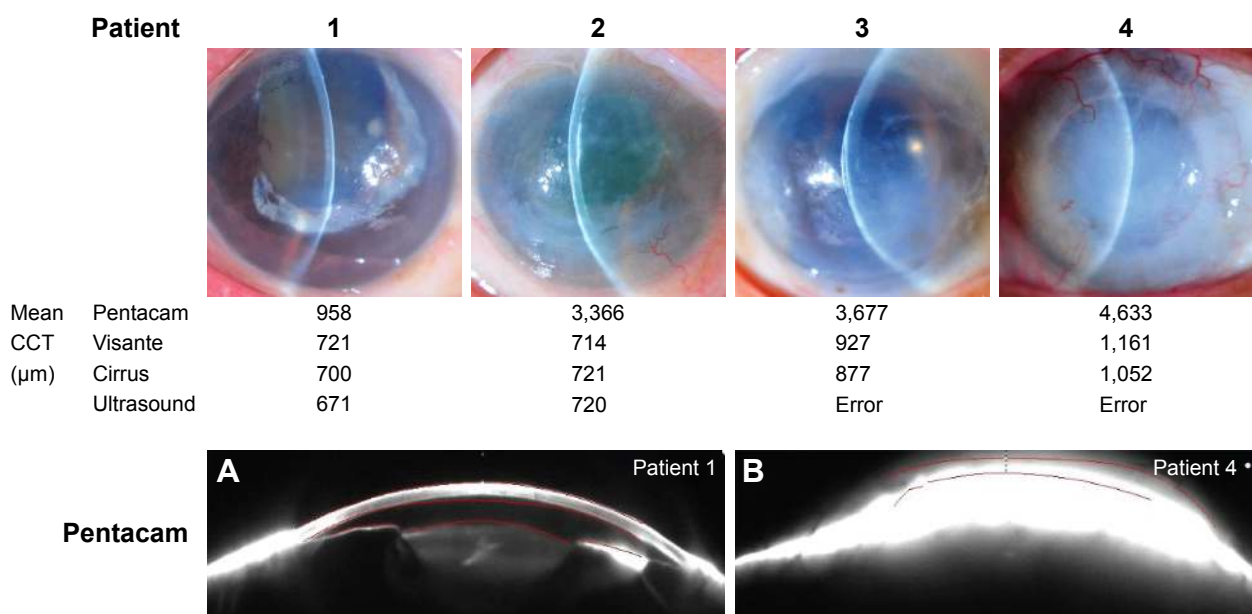 Patient 1 2 3 4
Mean Pentacam 958 3,366 3,677 4,633
CCT Visante 721 714 927 1,161
(µm) Cirrus 700 721 877 1,052
Ultrasound 671 720 Error Error
A Patient 1 B Patient 4
Pentacam